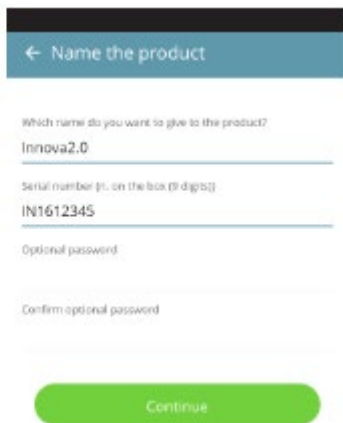 ← Name the product
Which name do you want to give to the product?
Innova2.0
Serial number (n. on the box (9 digits))
IN1612345
Optional password
Confirm optional password
Continue